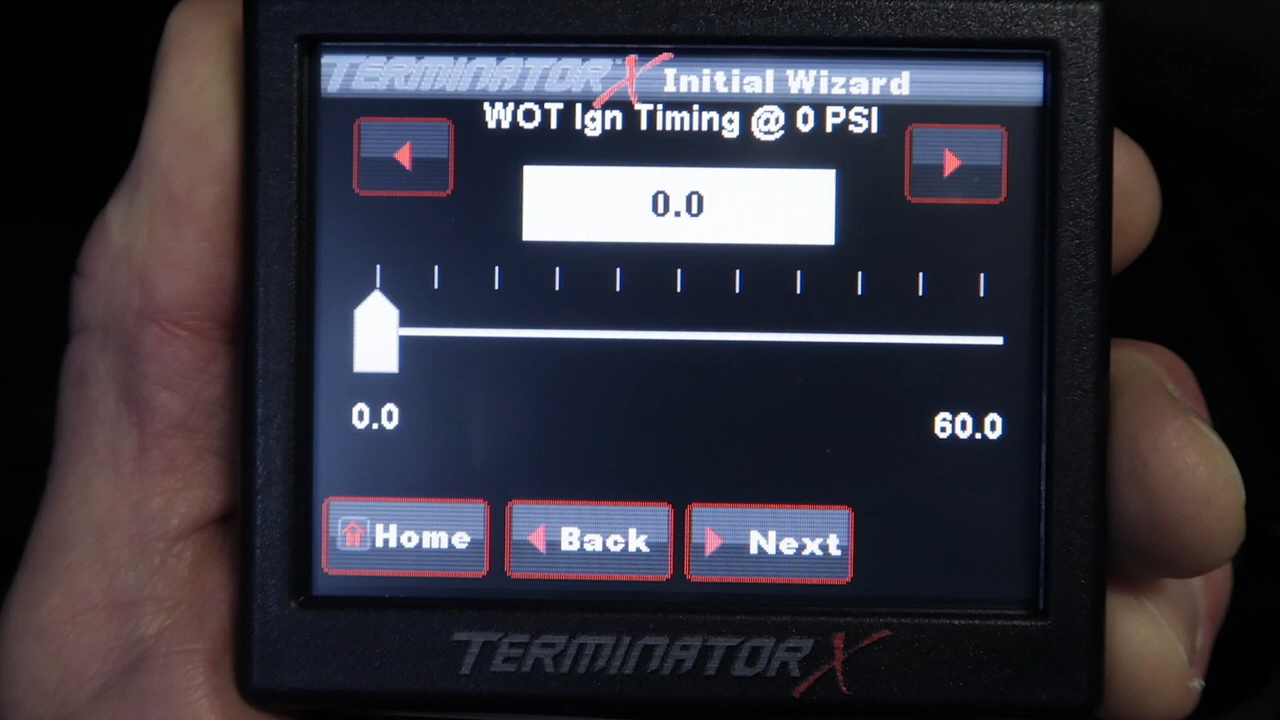 TERMINATOR X Initial Wizard
WOT Ign Timing @ 0 PSI
0.0
0.0
60.0
Home
Back
Next
TERMINATOR X